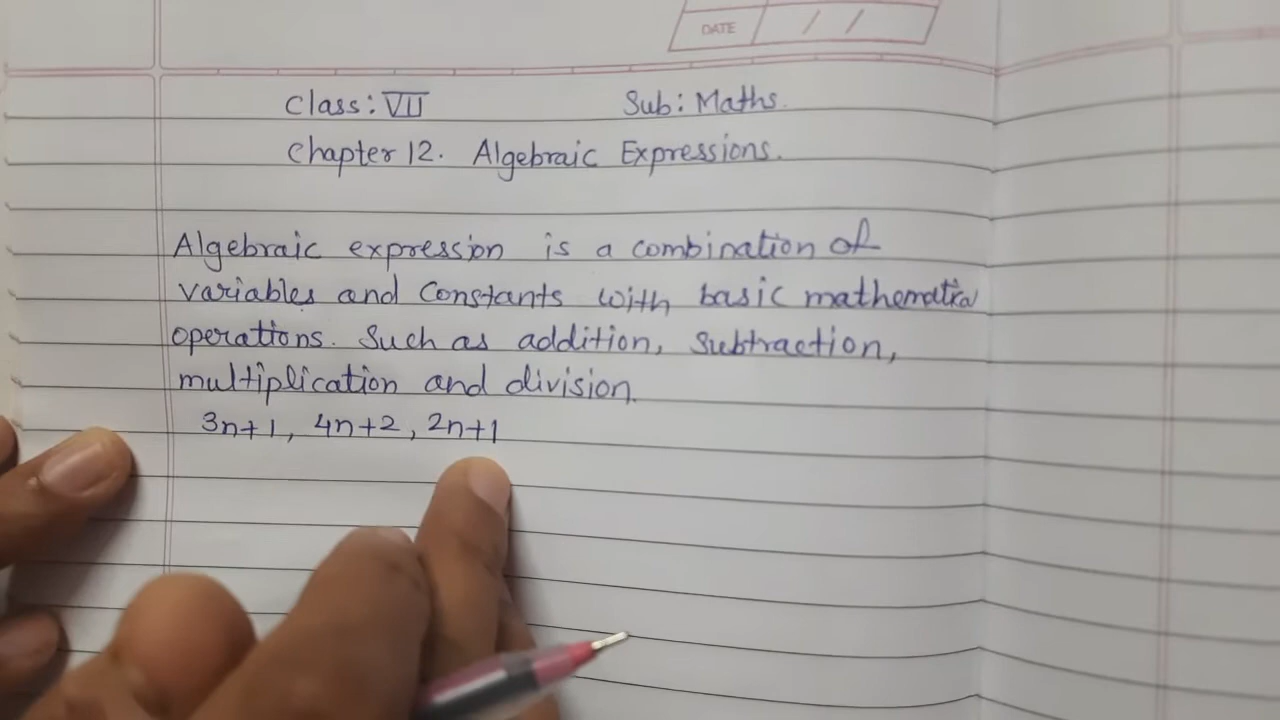 DATE / /
Class: VII Sub: Maths.
Chapter 12. Algebraic Expressions.
Algebraic expression is a combination of
variables and constants with basic mathematical
operations. Such as addition, subtraction,
multiplication and division.
3n+1, 4n+2, 2n+1